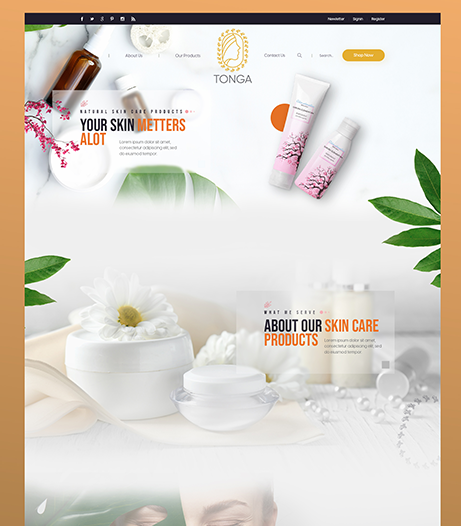 Newsletter Signin Register
About Us Our Products Contact Us search.. Shop Now
TONGA
NATURAL SKIN CARE PRODUCTS
YOUR SKIN METTERS
ALOT
Lorem ipsum dolor sit amet,
consectetur adipiscing elit, sed
do eiusmod tempor.
WHAT WE SERVE
ABOUT OUR SKIN CARE
PRODUCTS
Lorem ipsum dolor sit amet,
consectetur adipiscing elit, sed
do eiusmod tempor.